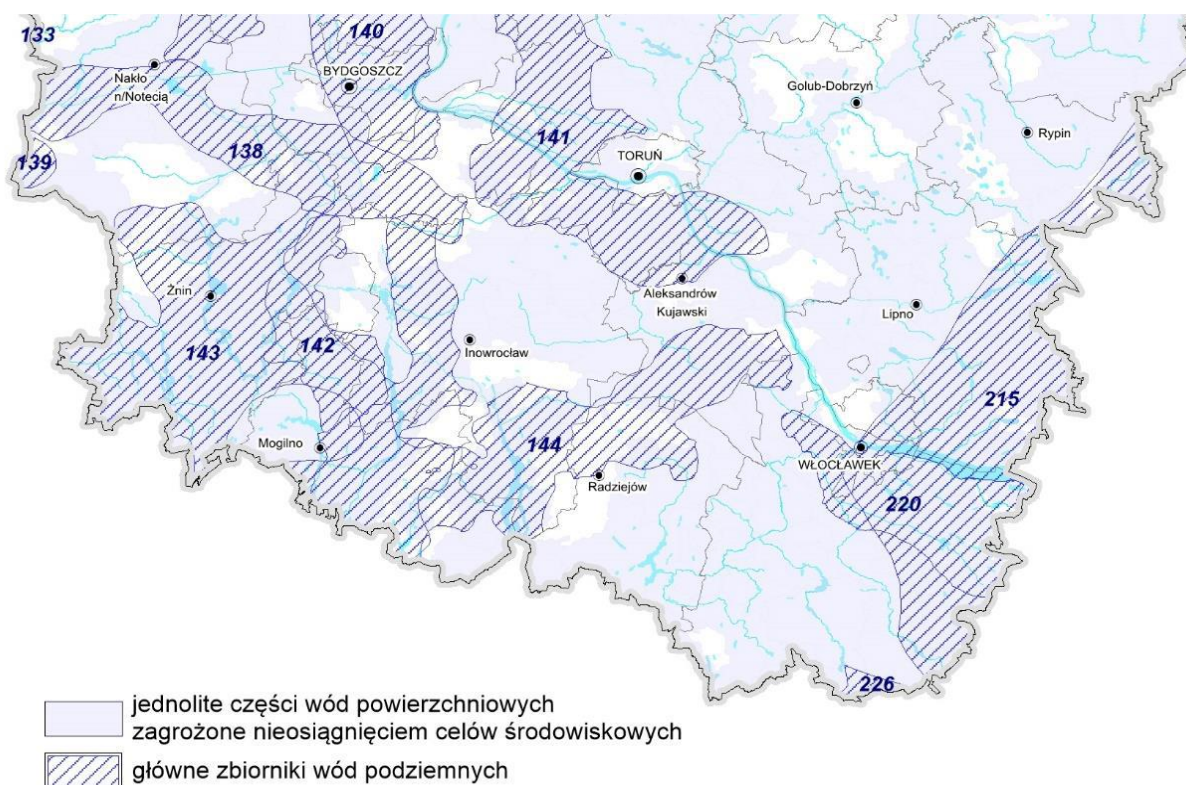 133
140
Nakło
n/Notecią
BYDGOSZCZ
Golub-Dobrzyń
Rypin
141
139
138
TORUŃ
Żnin
Aleksandrów
Kujawski
Lipno
143
142
Inowrocław
215
Mogilno
144
WŁOCŁAWEK
Radziejów
220
226
jednolite części wód powierzchniowych
zagrożone nieosiągnięciem celów środowiskowych
główne zbiorniki wód podziemnych